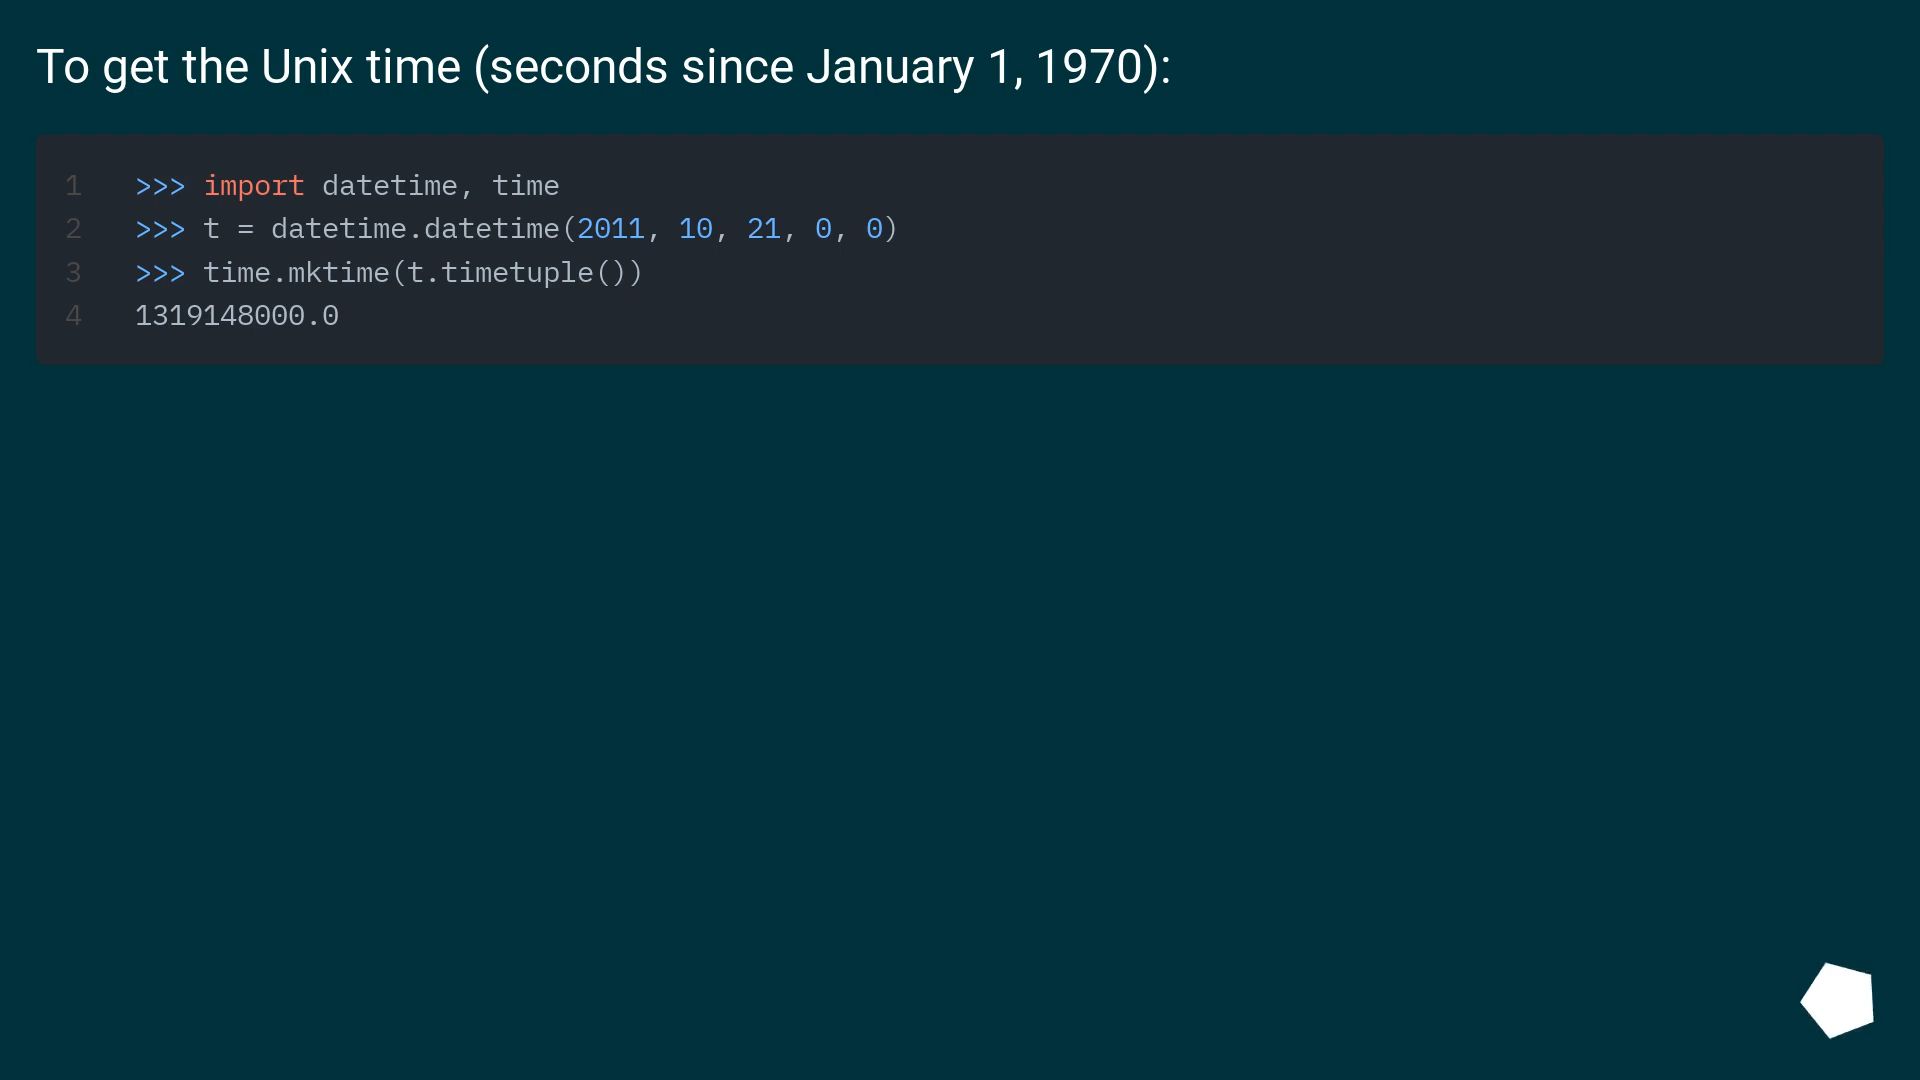 To get the Unix time (seconds since January 1, 1970):
1 >>> import datetime, time
2 >>> t = datetime.datetime(2011, 10, 21, 0, 0)
3 >>> time.mktime(t.timetuple())
4 1319148000.0